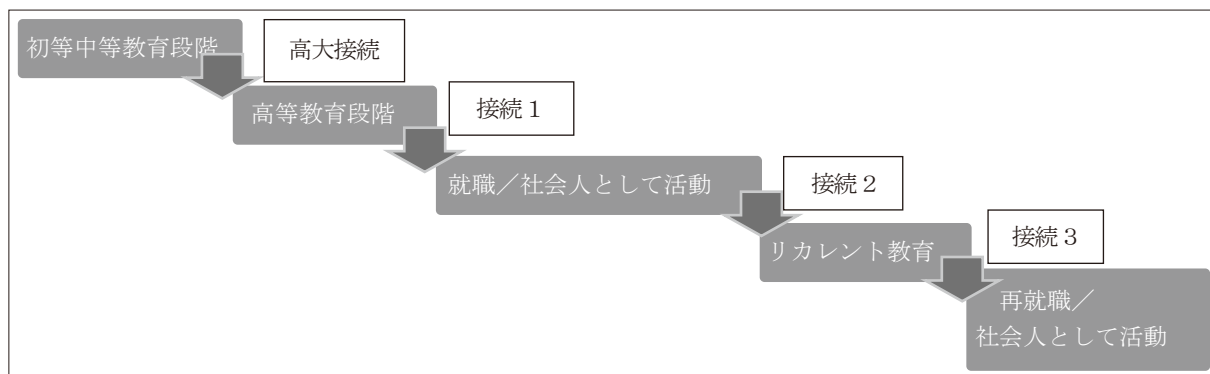 初等中等教育段階
高大接続
高等教育段階
接続１
就職／社会人として活動
接続２
リカレント教育
接続３
再就職／
社会人として活動